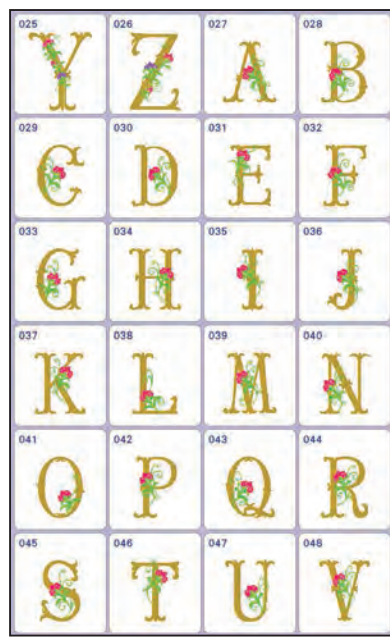 025 026 027 028
Y Z A B
029 030 031 032
C D E F
033 034 035 036
G H I J
037 038 039 040
K L M N
041 042 043 044
O P Q R
045 046 047 048
S T U V